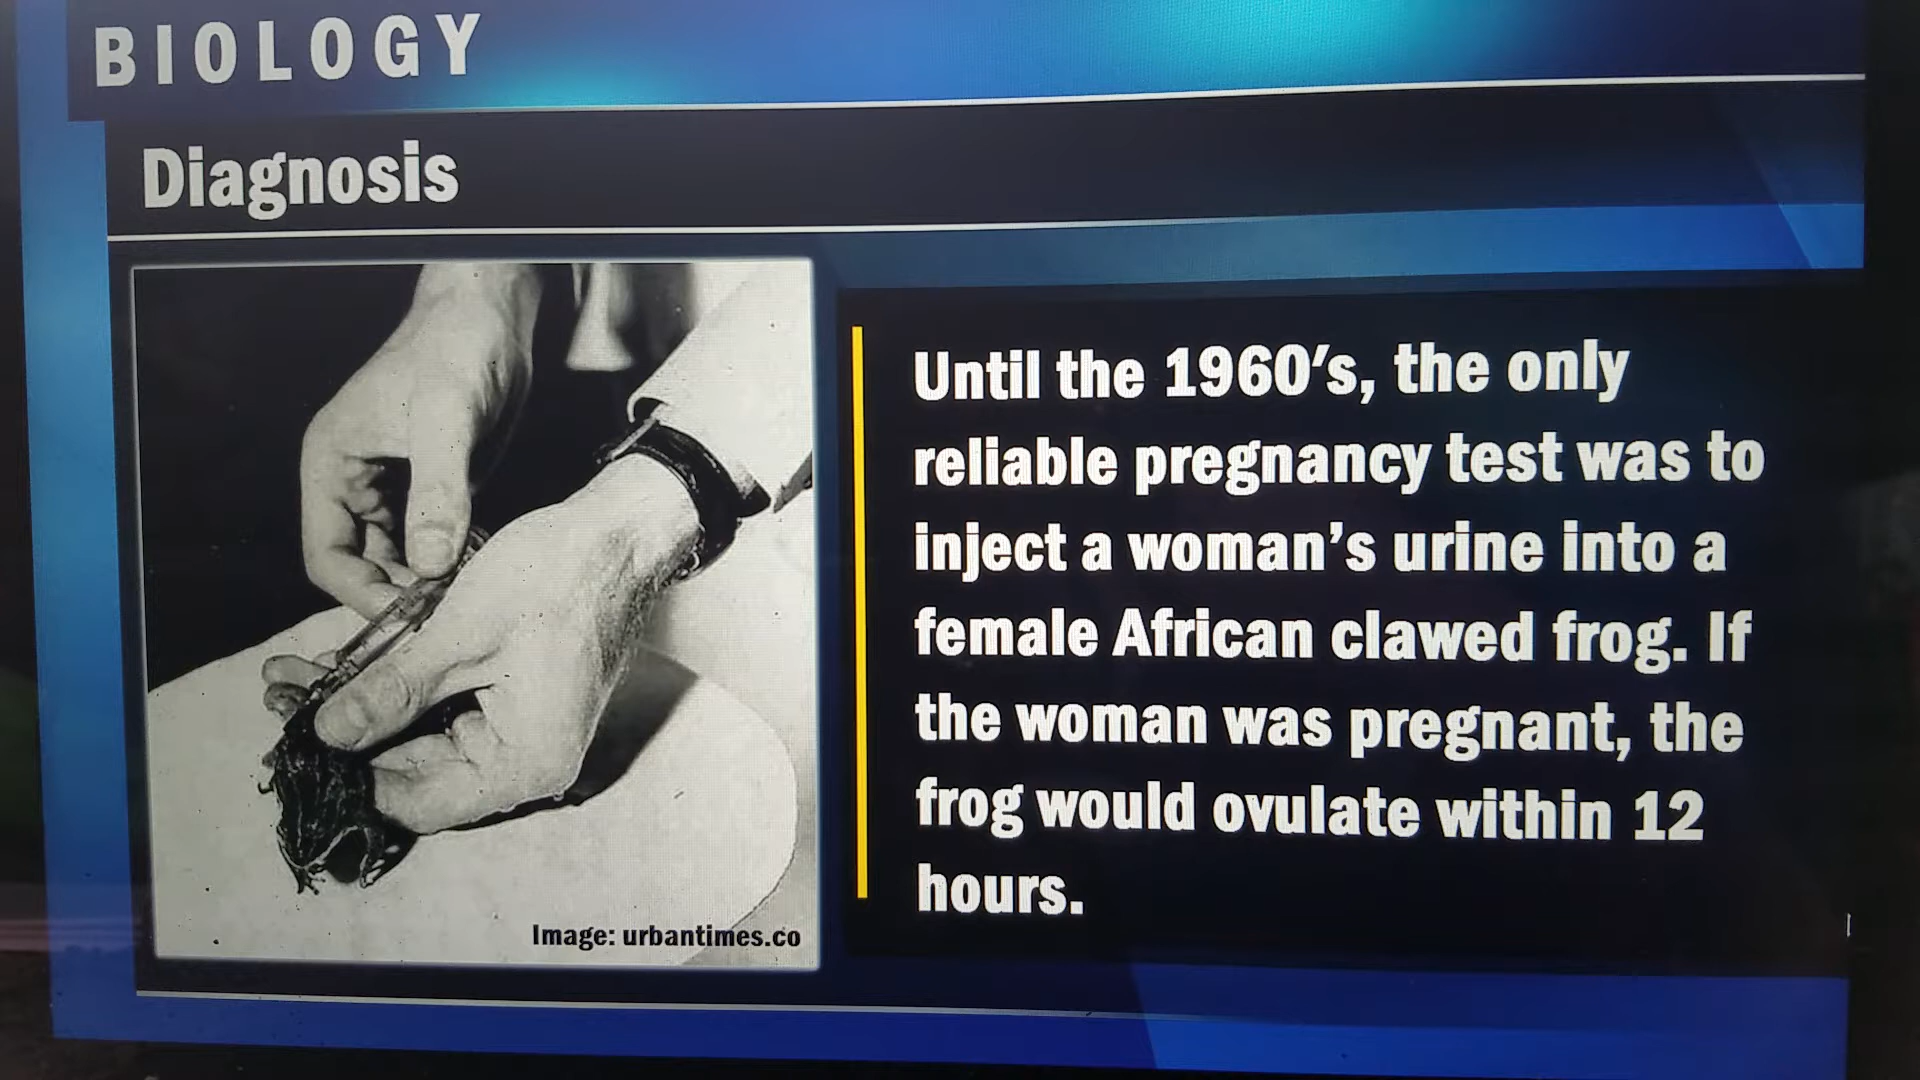 BIOLOGY
Diagnosis
Until the 1960's, the only
reliable pregnancy test was to
inject a woman's urine into a
female African clawed frog. If
the woman was pregnant, the
frog would ovulate within 12
hours.
Image: urbantimes.co